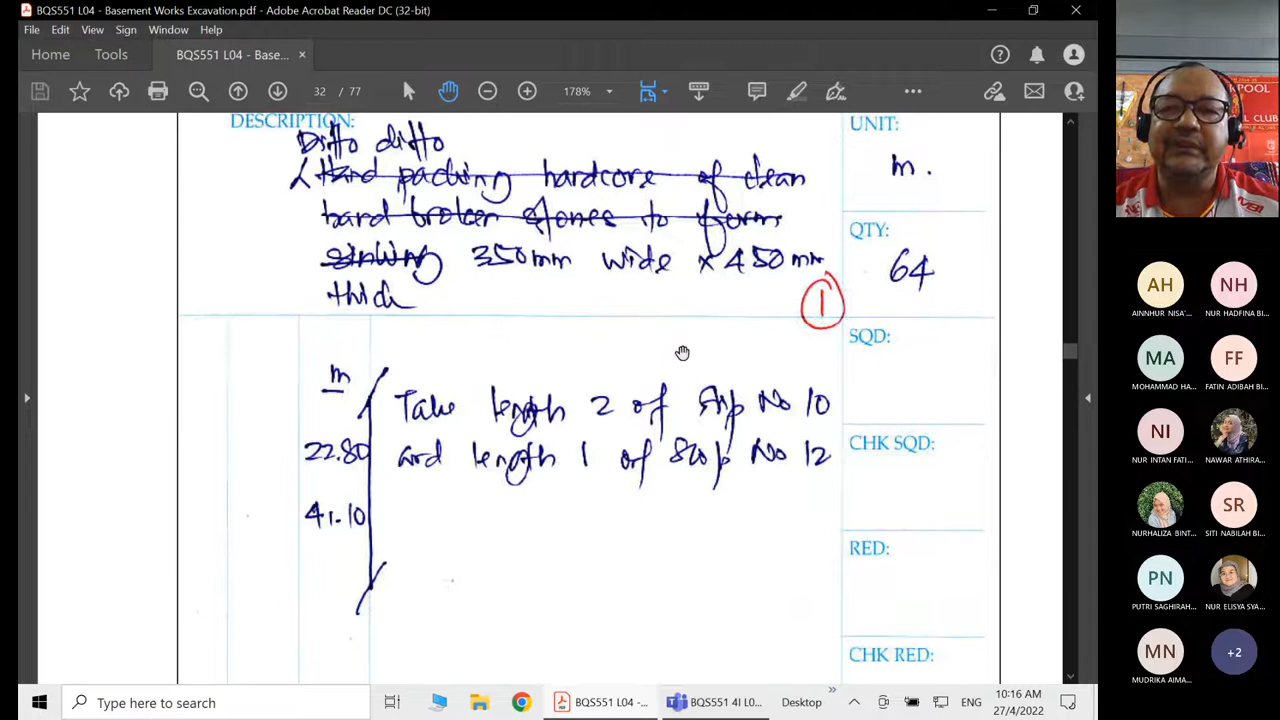 BQS551 L04 - Basement Works Excavation.pdf - Adobe Acrobat Reader DC (32-bit)
File Edit View Sign Window Help
Home Tools BQS551 L04 - Base... ×
32 / 77
178%
DESCRIPTION:
Ditto ditto
Hard packing hardcore of clean
hard broken stones to form
sinking 350mm wide x 450mm
thick
1
UNIT:
m.
QTY:
64
SQD:
CHK SQD:
RED:
CHK RED:
m
22.80
41.10
Take length 2 of Slip No 10
and length 1 of Slip No 12
POOL
CLUB
MBI
AH
AINNHUR NISA'...
NH
NUR HADFINA BI...
MA
MOHAMMAD HA...
FF
FATIN ADIBAH BI...
NI
NUR INTAN FATI...
NAWAR ATHIRA...
NURHALIZA BINT...
SR
SITI NABILAH BI...
PN
PUTRI SAGHIRAH...
NUR ELISYA SYA...
MN
MUDRIKA AIMA...
+2
Type here to search
BQS551 L04 -...
BQS551 4I L0...
Desktop
ENG
10:16 AM
27/4/2022